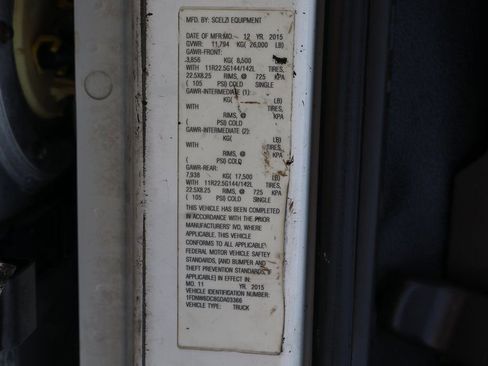 MFD. BY: SCELZI EQUIPMENT
DATE OF MFR.:MO. 12 YR. 2015
GVWR: 11,794 KG( 26,000 LB)
GAWR-FRONT:
3,856 KG( 8,500 LB)
WITH 11R22.5G144/142L TIRES,
22.5X8.25 RIMS, @ 725 KPA
( 105 PSI) COLD SINGLE
GAWR-INTERMEDIATE (1):
KG( LB)
WITH TIRES,
RIMS, @ KPA
( PSI) COLD
GAWR-INTERMEDIATE (2):
KG( LB)
WITH TIRES,
RIMS, @ KPA
( PSI) COLD
GAWR-REAR:
7,938 KG( 17,500 LB)
WITH 11R22.5G144/142L TIRES,
22.5X8.25 RIMS, @ 725 KPA
( 105 PSI) COLD SINGLE
THIS VEHICLE HAS BEEN COMPLETED
IN ACCORDANCE WITH THE PRIOR
MANUFACTURERS' IVD, WHERE
APPLICABLE. THIS VEHICLE
CONFORMS TO ALL APPLICABLE
FEDERAL MOTOR VEHICLE SAFTEY
STANDARDS, [AND BUMPER AND
THEFT PREVENTION STANDARDS, IF
APPLICABLE] IN EFFECT IN:
MO. 11 YR. 2015
VEHICLE IDENTIFICATION NUMBER:
1FDNW6DC8GDA03366
VEHICLE TYPE: TRUCK